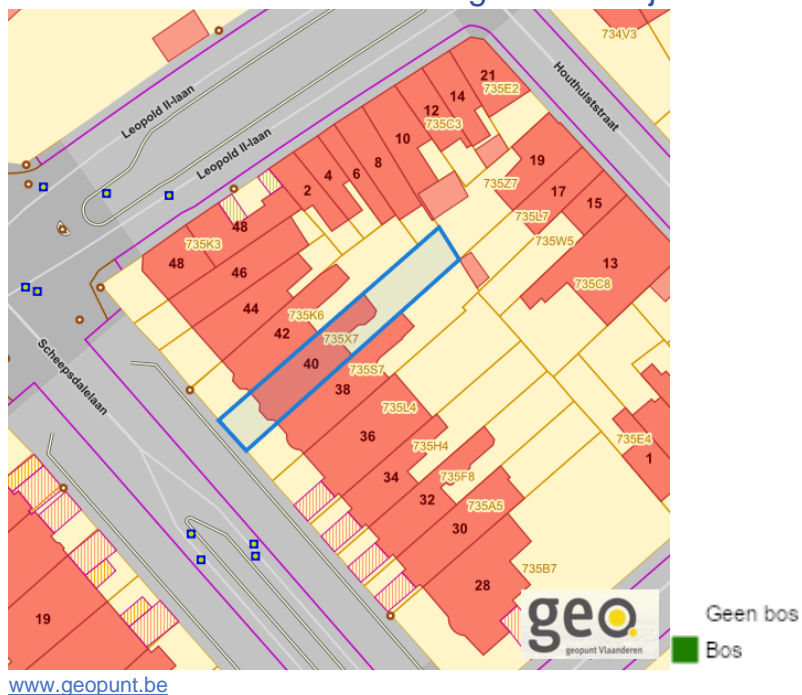 734V3
Houthulststraat
21
735E2
14
12
735C3
Leopold II-laan
10
Leopold II-laan
8
6
4
2
19
735Z7
17
735L7
15
735W5
13
735C8
48
735K3
48
46
44
735K6
42
735X7
40
735S7
38
Scheepsdalelaan
735L4
36
735H4
34
735F8
32
735A5
30
735B7
28
735E4
1
19
geo.
geopunt Vlaanderen
Geen bos
Bos
www.geopunt.be